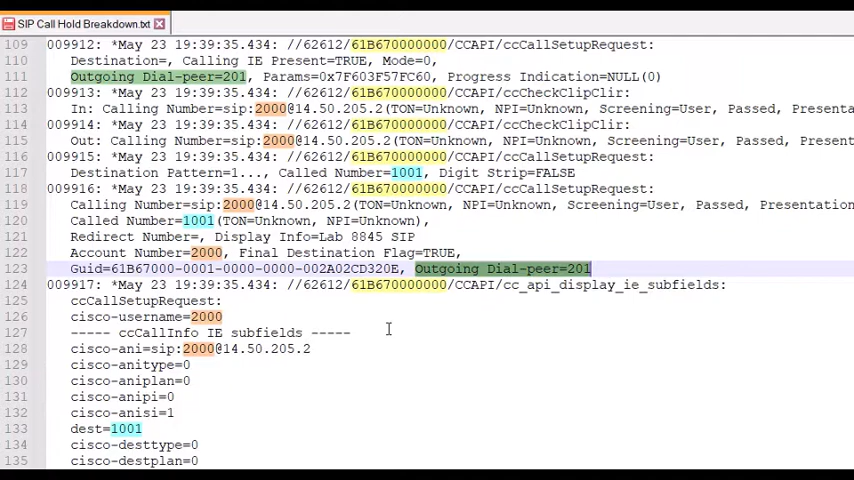 SIP Call Hold Breakdown.txt
109 009912: *May 23 19:39:35.434: //62612/61B670000000/CCAPI/ccCallSetupRequest:
110 Destination=, Calling IE Present=TRUE, Mode=0,
111 Outgoing Dial-peer=201, Params=0x7F603F57FC60, Progress Indication=NULL(0)
112 009913: *May 23 19:39:35.434: //62612/61B670000000/CCAPI/ccCheckClipClir:
113 In: Calling Number=sip:2000@14.50.205.2(TON=Unknown, NPI=Unknown, Screening=User, Passed, Presenta
114 009914: *May 23 19:39:35.434: //62612/61B670000000/CCAPI/ccCheckClipClir:
115 Out: Calling Number=sip:2000@14.50.205.2(TON=Unknown, NPI=Unknown, Screening=User, Passed, Present
116 009915: *May 23 19:39:35.434: //62612/61B670000000/CCAPI/ccCallSetupRequest:
117 Destination Pattern=1..., Called Number=1001, Digit Strip=FALSE
118 009916: *May 23 19:39:35.434: //62612/61B670000000/CCAPI/ccCallSetupRequest:
119 Calling Number=sip:2000@14.50.205.2(TON=Unknown, NPI=Unknown, Screening=User, Passed, Presentation
120 Called Number=1001(TON=Unknown, NPI=Unknown),
121 Redirect Number=, Display Info=Lab 8845 SIP
122 Account Number=2000, Final Destination Flag=TRUE,
123 Guid=61B67000-0001-0000-0000-002A02CD320E, Outgoing Dial-peer=201
124 009917: *May 23 19:39:35.434: //62612/61B670000000/CCAPI/cc_api_display_ie_subfields:
125 ccCallSetupRequest:
126 cisco-username=2000
127 ----- ccCallInfo IE subfields -----
128 cisco-ani=sip:2000@14.50.205.2
129 cisco-anitype=0
130 cisco-aniplan=0
131 cisco-anipi=0
132 cisco-anisi=1
133 dest=1001
134 cisco-desttype=0
135 cisco-destplan=0